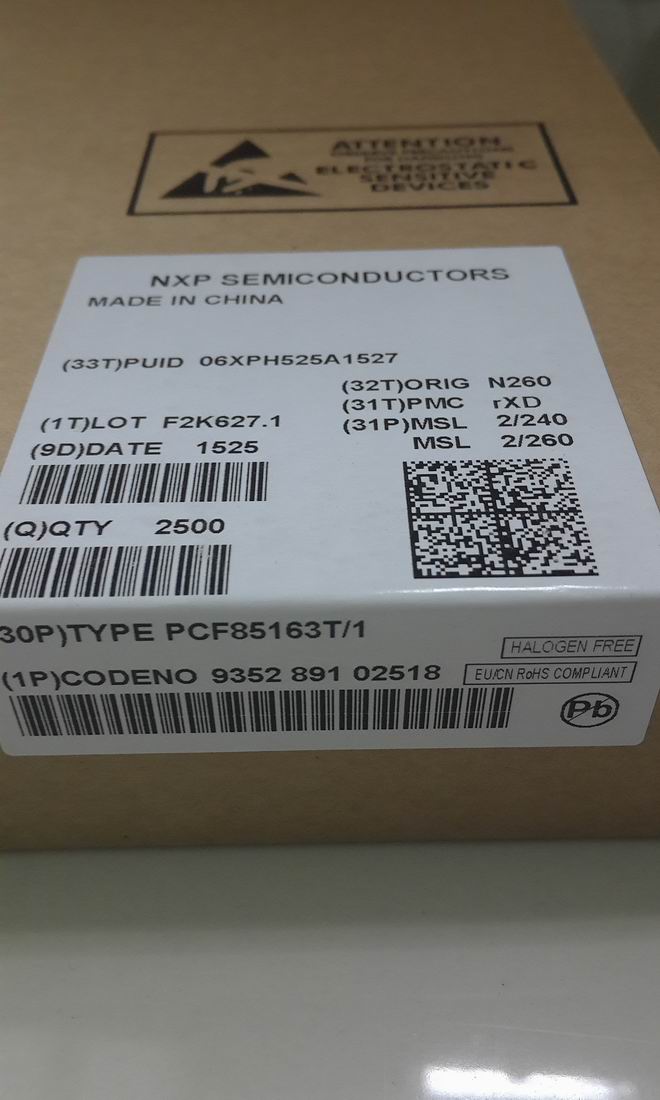 ATTENTION
ELECTROSTATIC
SENSITIVE
DEVICES
NXP SEMICONDUCTORS
MADE IN CHINA
(33T)PUID 06XPH525A1527
(32T)ORIG N260
(31T)PMC rXD
(1T)LOT F2K627.1
(31P)MSL 2/240
(9D)DATE 1525
MSL 2/260
(Q)QTY 2500
30P)TYPE PCF85163T/1
HALOGEN FREE
(1P)CODENO 9352 891 02518
EU/CN RoHS COMPLIANT
Pb